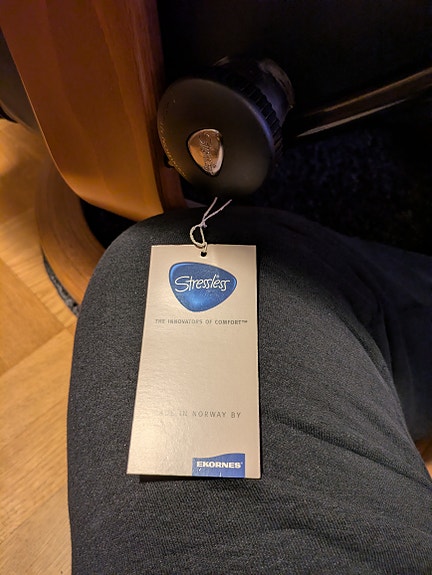 Stressless
THE INNOVATORS OF COMFORT™
IN NORWAY BY
EKORNES®